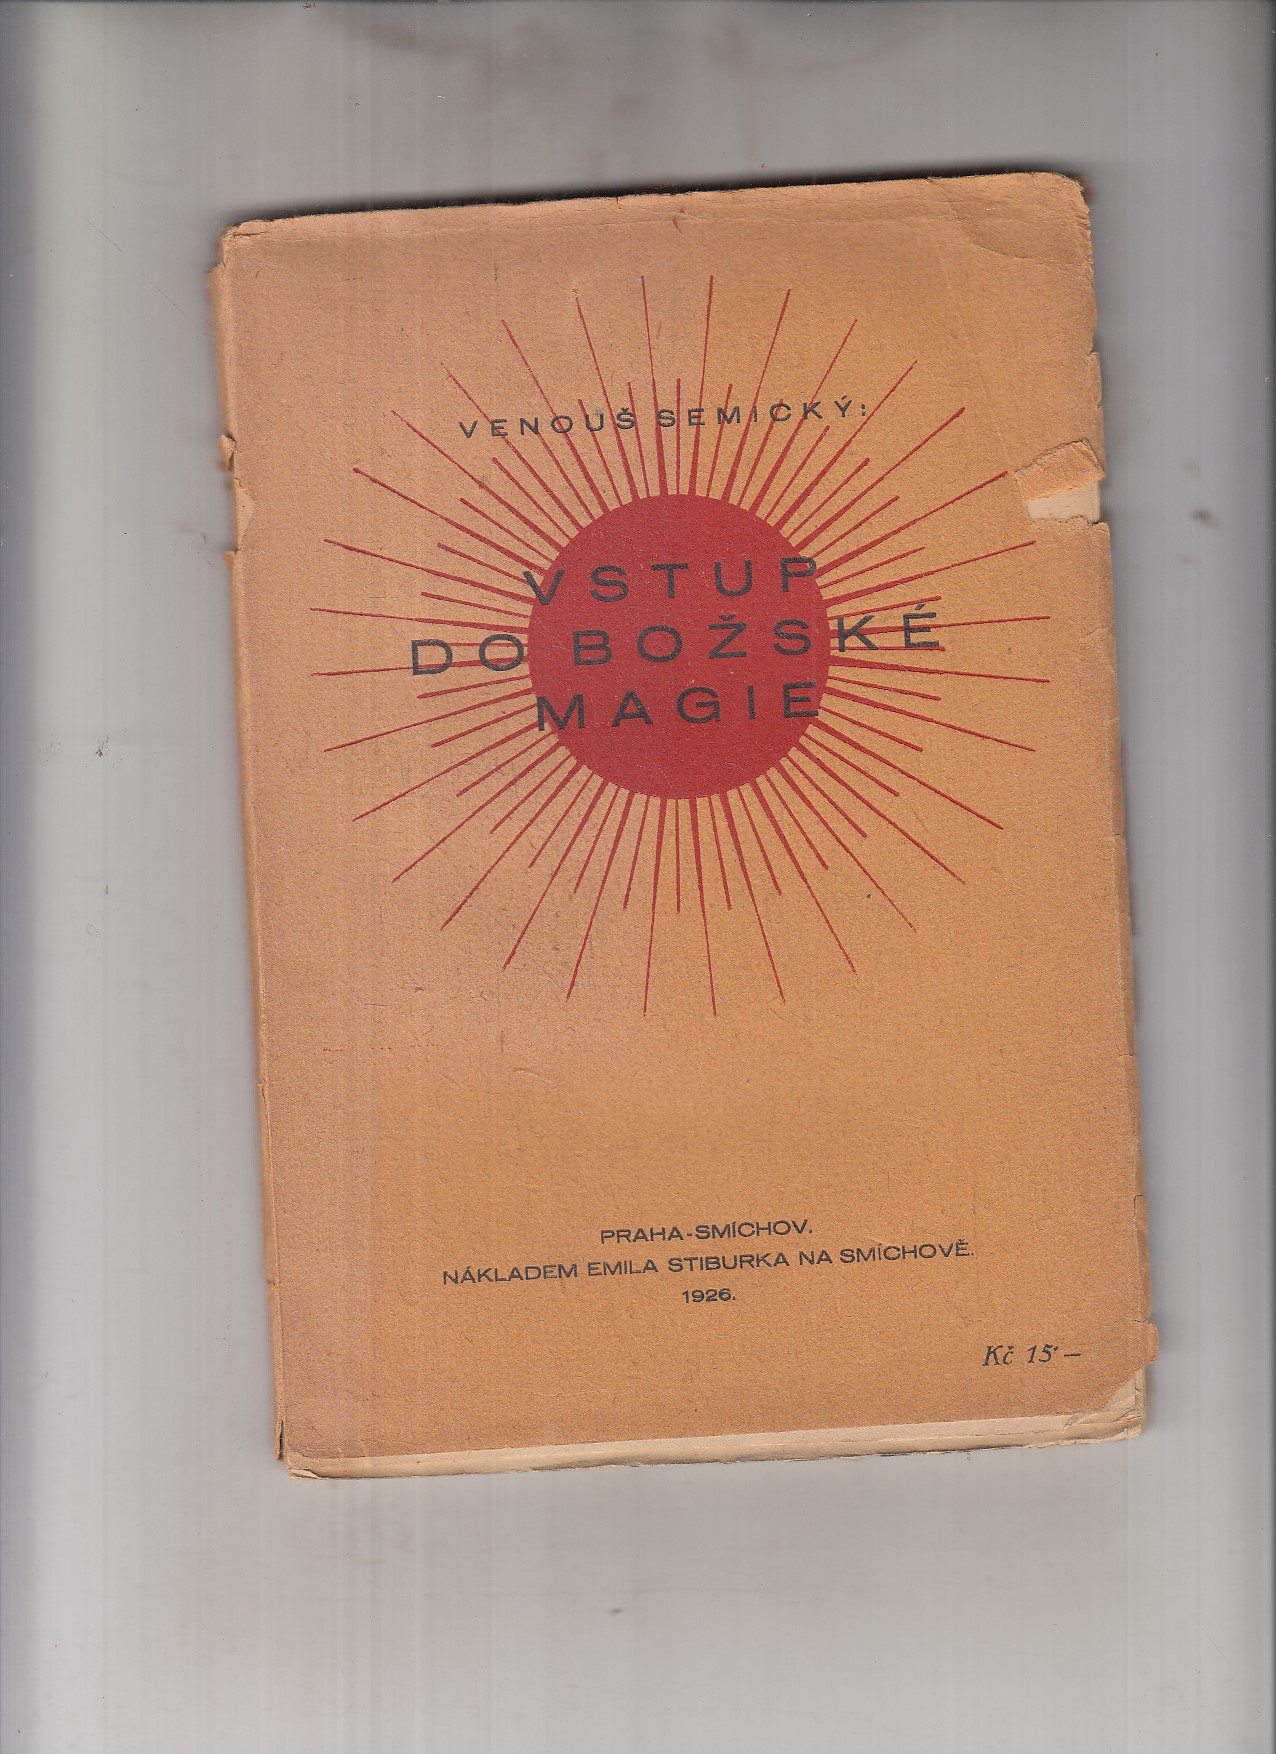 VENOUŠ SEMICKÝ:
VSTUP
DO BOŽSKÉ
MAGIE
PRAHA-SMÍCHOV.
NÁKLADEM EMILA STIBURKA NA SMÍCHOVĚ.
1926.
Kč 15·—